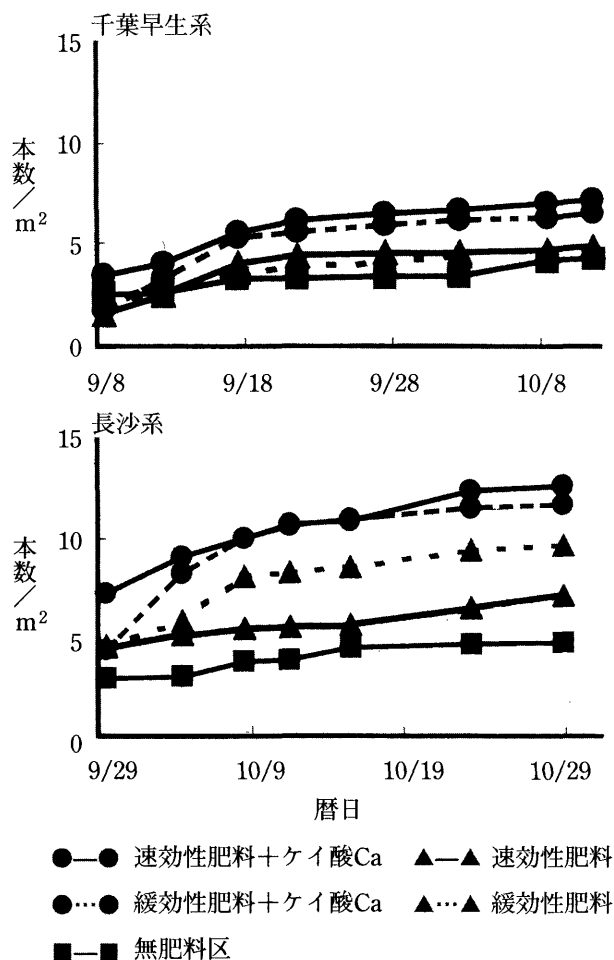 千葉早生系
15
10
5
0
本数／m²
9/8 9/18 9/28 10/8
長沙系
15
10
5
0
本数／m²
9/29 10/9 10/19 10/29
暦日
●—● 速効性肥料＋ケイ酸Ca ▲—▲ 速効性肥料
●…● 緩効性肥料＋ケイ酸Ca ▲…▲ 緩効性肥料
■—■ 無肥料区